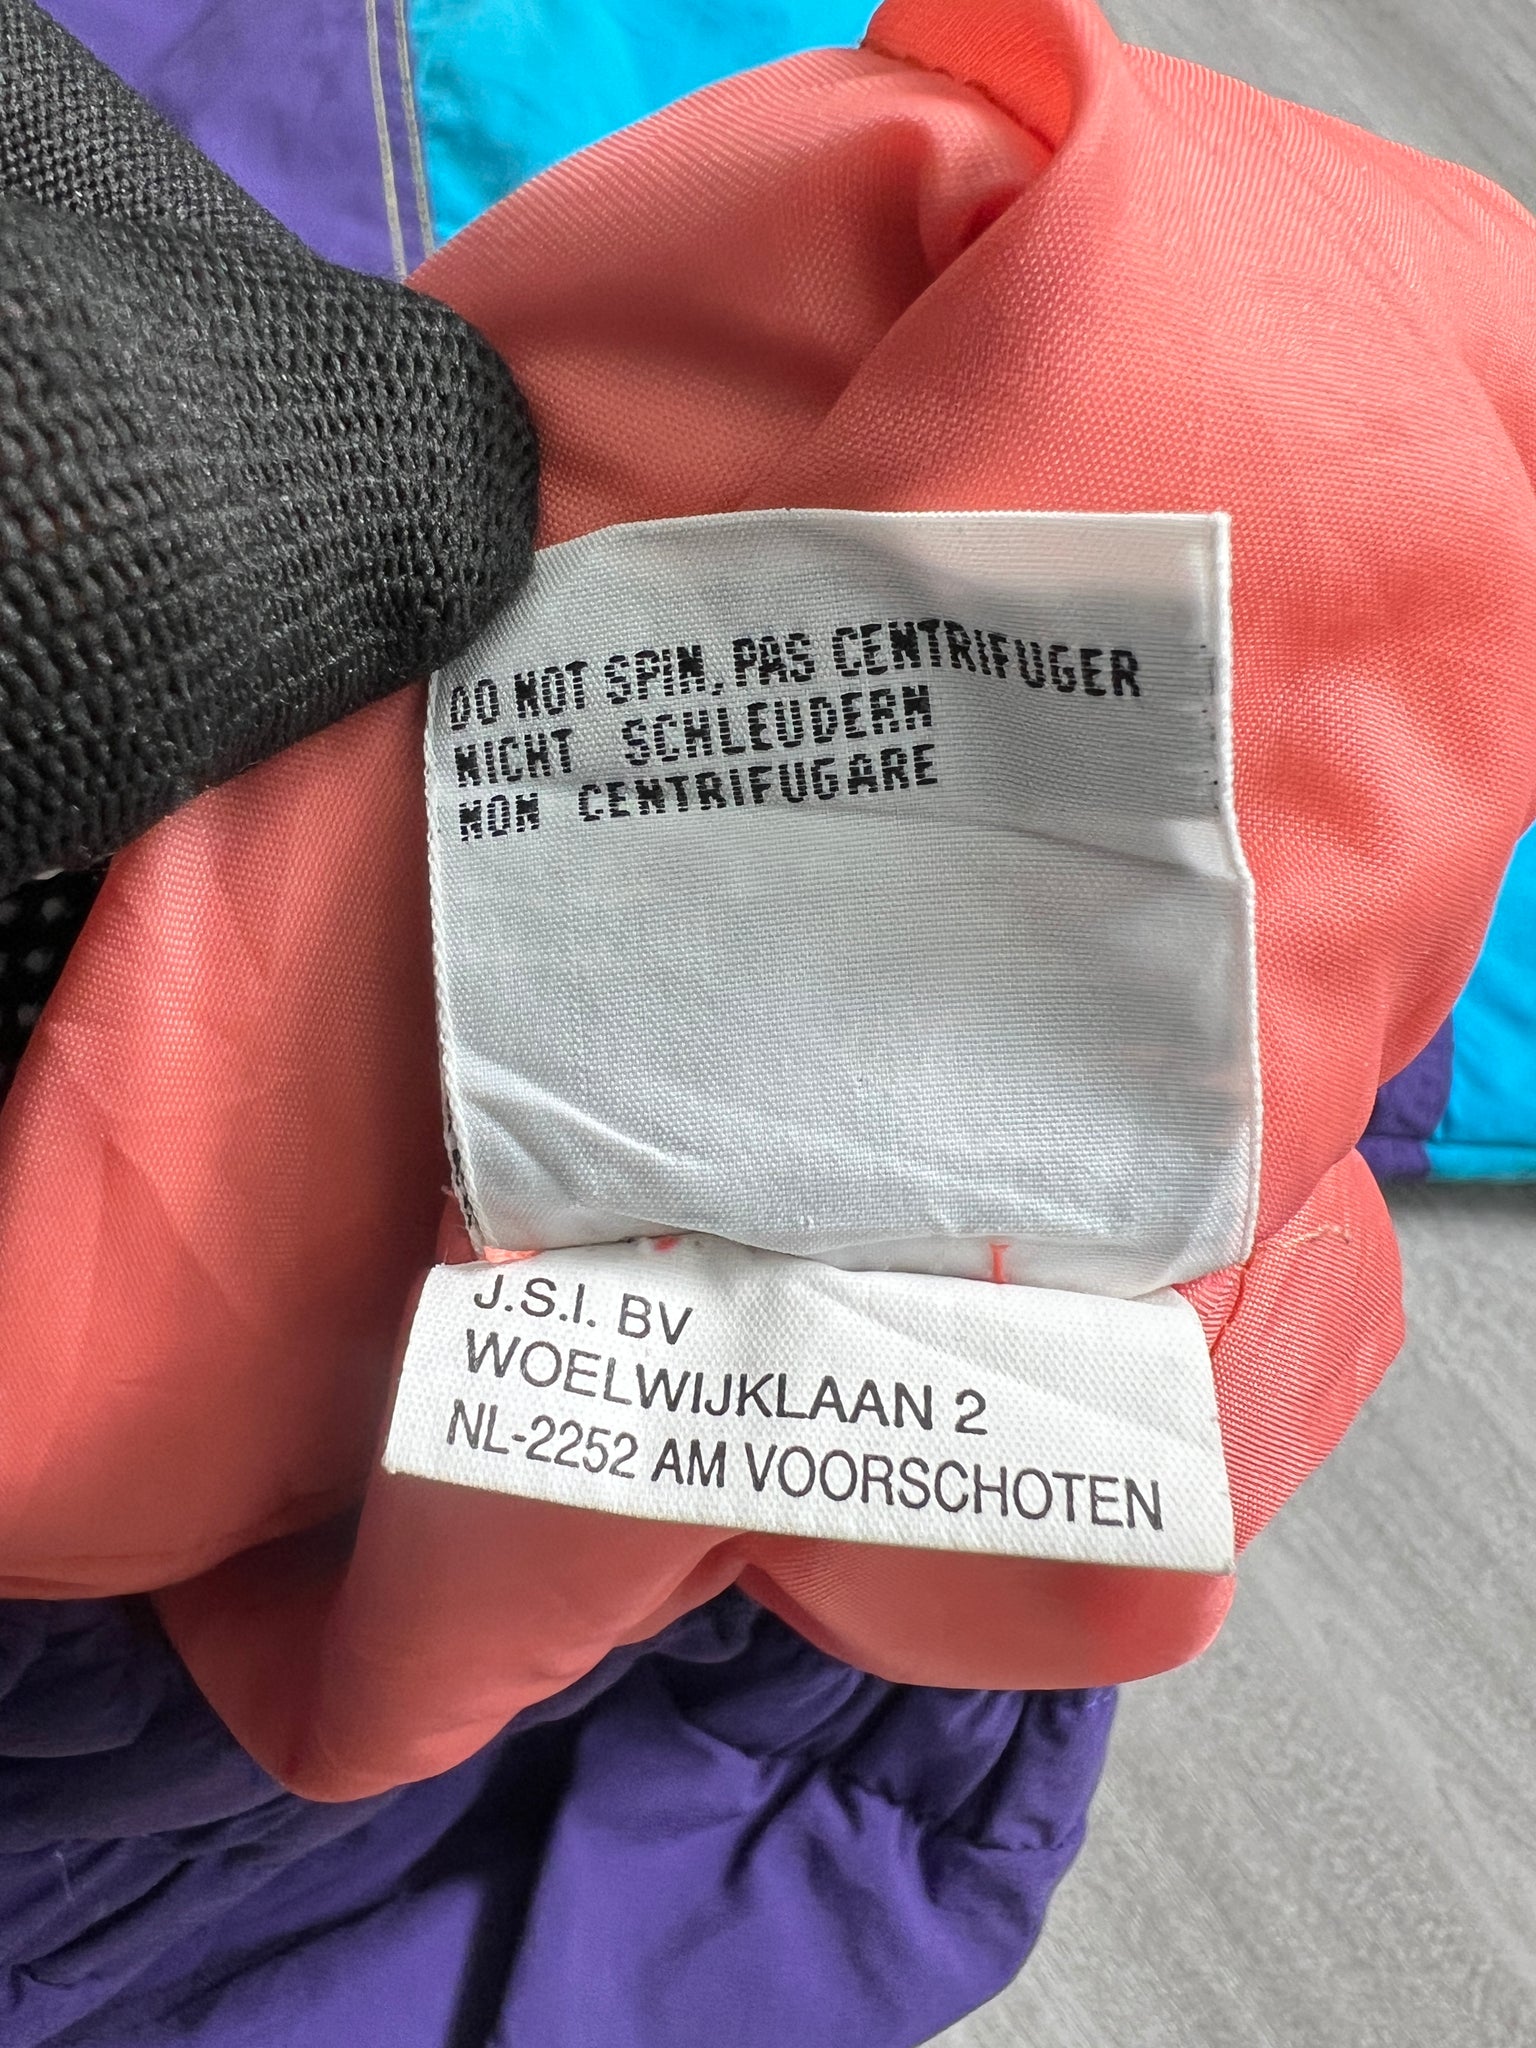 DO NOT SPIN, PAS CENTRIFUGER
NICHT SCHLEUDERN
NON CENTRIFUGARE
J.S.I. BV
WOELWIJKLAAN 2
NL-2252 AM VOORSCHOTEN